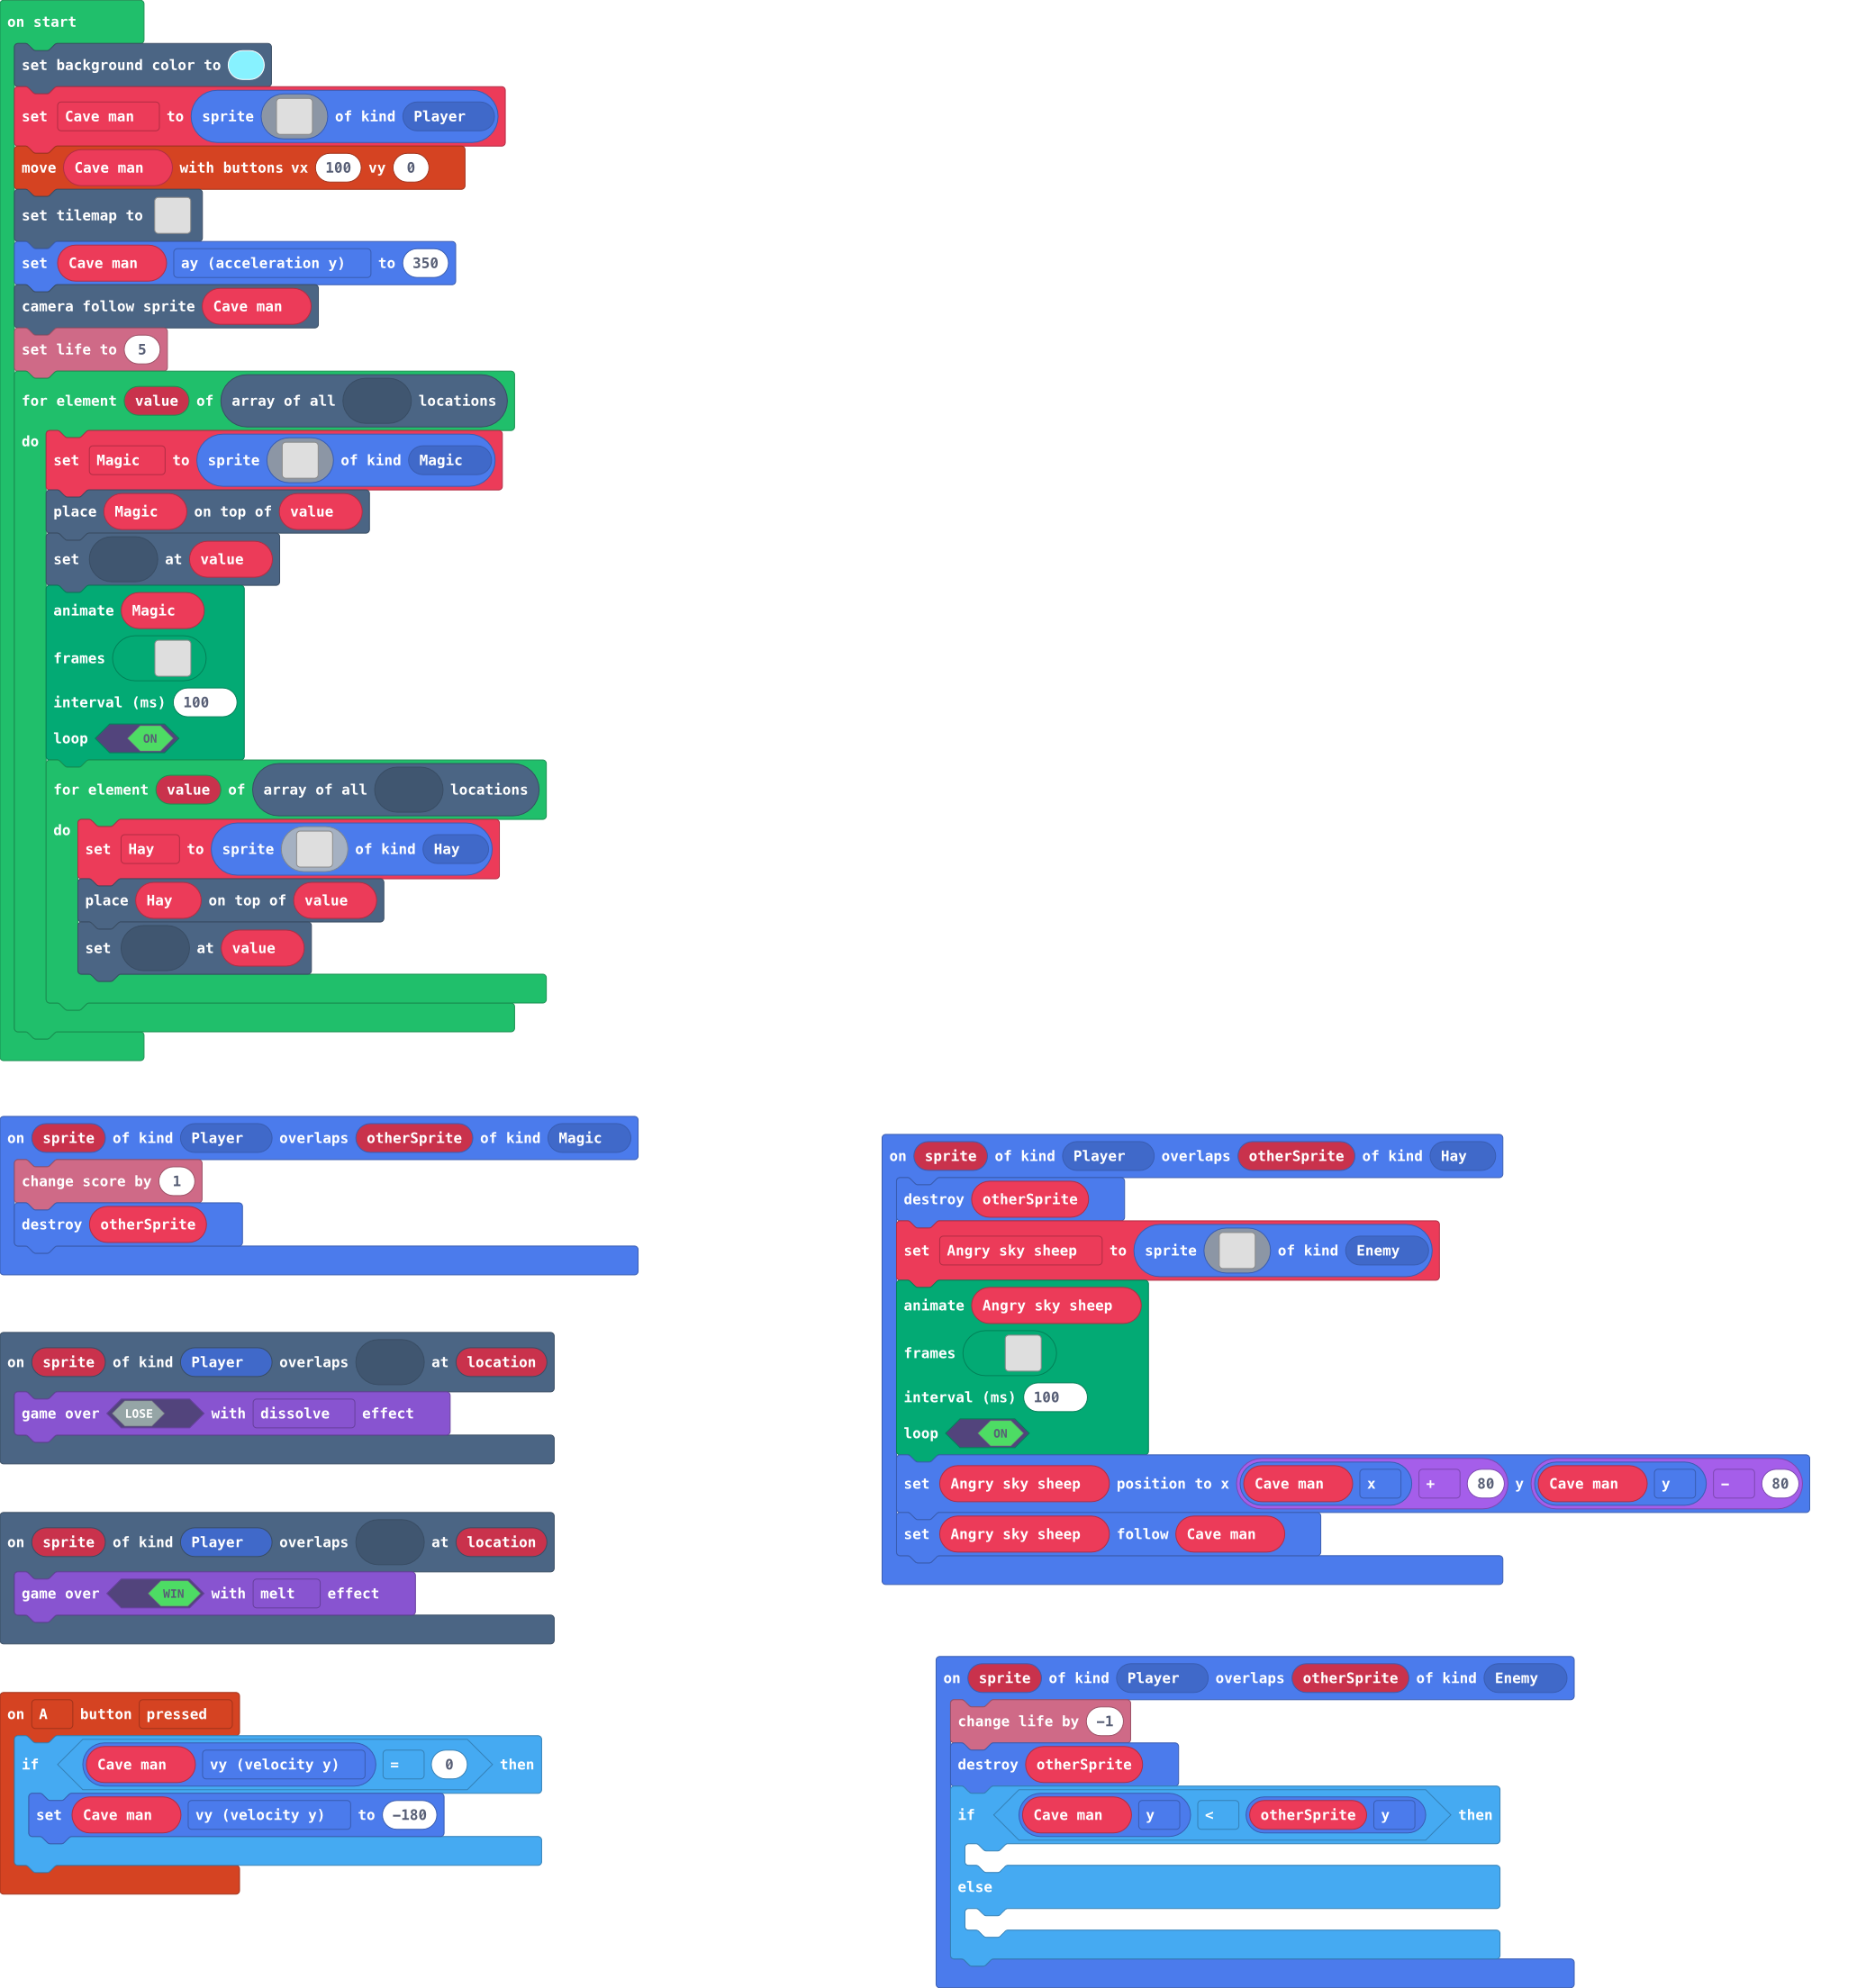 on start
set background color to
set Cave man to sprite of kind Player
move Cave man with buttons vx 100 vy 0
set tilemap to
set Cave man ay (acceleration y) to 350
camera follow sprite Cave man
set life to 5
for element value of array of all locations
do
set Magic to sprite of kind Magic
place Magic on top of value
set at value
animate Magic
frames
interval (ms) 100
loop ON
for element value of array of all locations
do
set Hay to sprite of kind Hay
place Hay on top of value
set at value
on sprite of kind Player overlaps otherSprite of kind Magic
change score by 1
destroy otherSprite
on sprite of kind Player overlaps at location
game over LOSE with dissolve effect
on sprite of kind Player overlaps at location
game over WIN with melt effect
on A button pressed
if Cave man vy (velocity y) = 0 then
set Cave man vy (velocity y) to -180
on sprite of kind Player overlaps otherSprite of kind Hay
destroy otherSprite
set Angry sky sheep to sprite of kind Enemy
animate Angry sky sheep
frames
interval (ms) 100
loop ON
set Angry sky sheep position to x Cave man x + 80 y Cave man y - 80
set Angry sky sheep follow Cave man
on sprite of kind Player overlaps otherSprite of kind Enemy
change life by -1
destroy otherSprite
if Cave man y < otherSprite y then
else